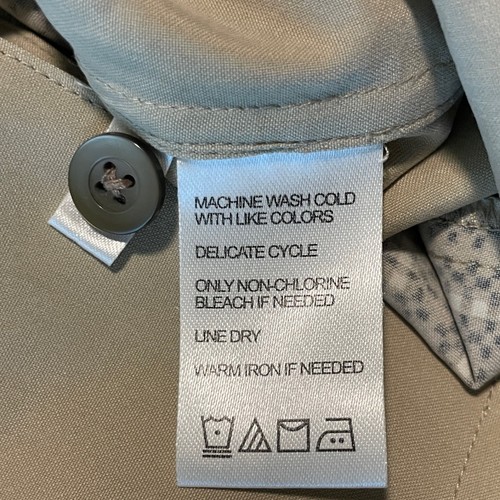 MACHINE WASH COLD
WITH LIKE COLORS
DELICATE CYCLE
ONLY NON-CHLORINE
BLEACH IF NEEDED
LINE DRY
WARM IRON IF NEEDED